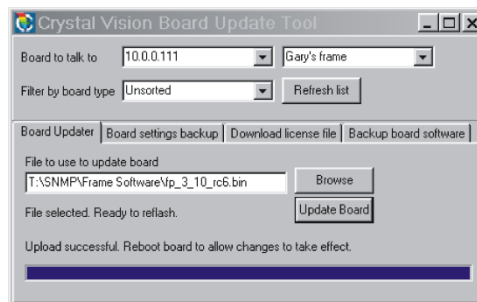 Crystal Vision Board Update Tool
Board to talk to 10.0.0.111 Gary's frame
Filter by board type Unsorted Refresh list
Board Updater Board settings backup Download license file Backup board software
File to use to update board
T:\SNMP\Frame Software\fp_3_10_rc6.bin Browse
File selected. Ready to reflash. Update Board
Upload successful. Reboot board to allow changes to take effect.